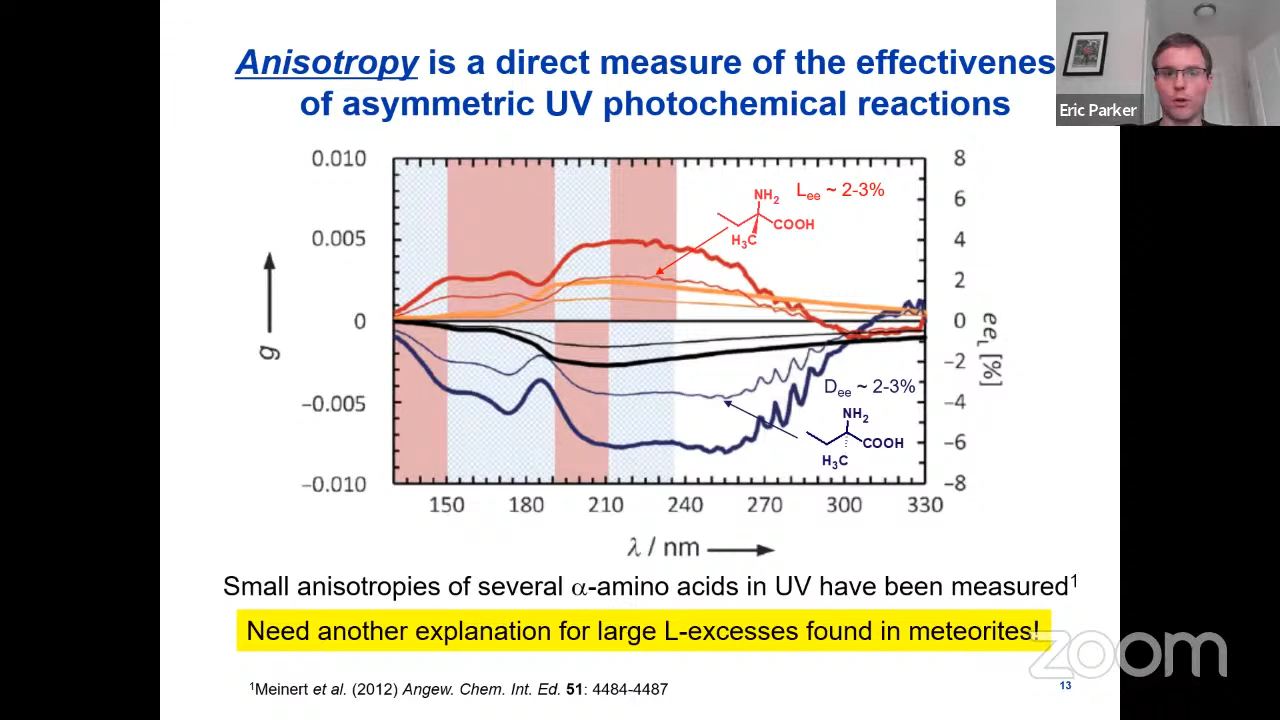 Anisotropy is a direct measure of the effectivenes
of asymmetric UV photochemical reactions
Eric Parker
0.010
0.005
0
−0.005
−0.010
g
8
6
4
2
0
−2
−4
−6
−8
ee_L [%]
L_ee ~ 2-3%
NH₂
COOH
H₃C
D_ee ~ 2-3%
NH₂
COOH
H₃C
150 180 210 240 270 300 330
λ / nm
Small anisotropies of several α-amino acids in UV have been measured¹
Need another explanation for large L-excesses found in meteorites!
zoom
¹Meinert et al. (2012) Angew. Chem. Int. Ed. 51: 4484-4487
13